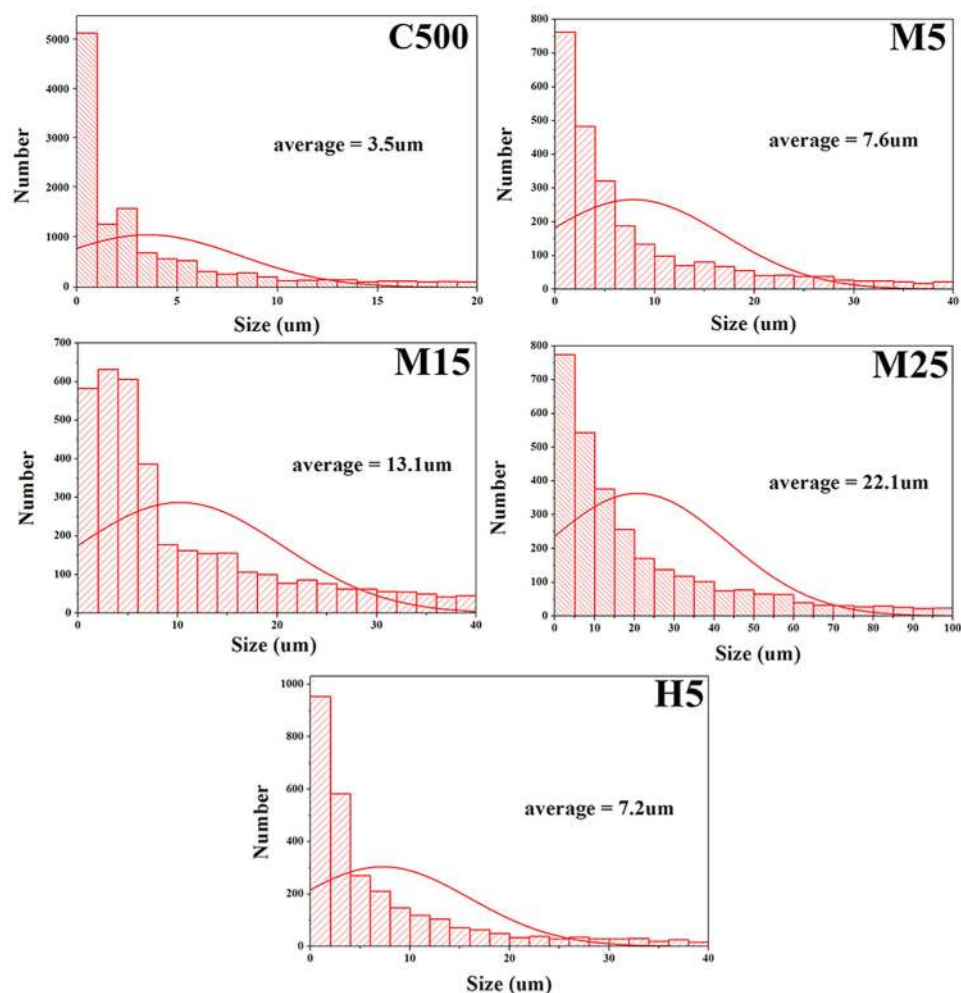 C500
5000
4000
3000
2000
1000
0
Number
average = 3.5um
0 5 10 15 20
Size (um)
M5
800
700
600
500
400
300
200
100
0
Number
average = 7.6um
0 10 20 30 40
Size (um)
M15
700
600
500
400
300
200
100
0
Number
average = 13.1um
0 10 20 30 40
Size (um)
M25
800
700
600
500
400
300
200
100
0
Number
average = 22.1um
0 10 20 30 40 50 60 70 80 90 100
Size (um)
H5
1000
800
600
400
200
0
Number
average = 7.2um
0 10 20 30 40
Size (um)